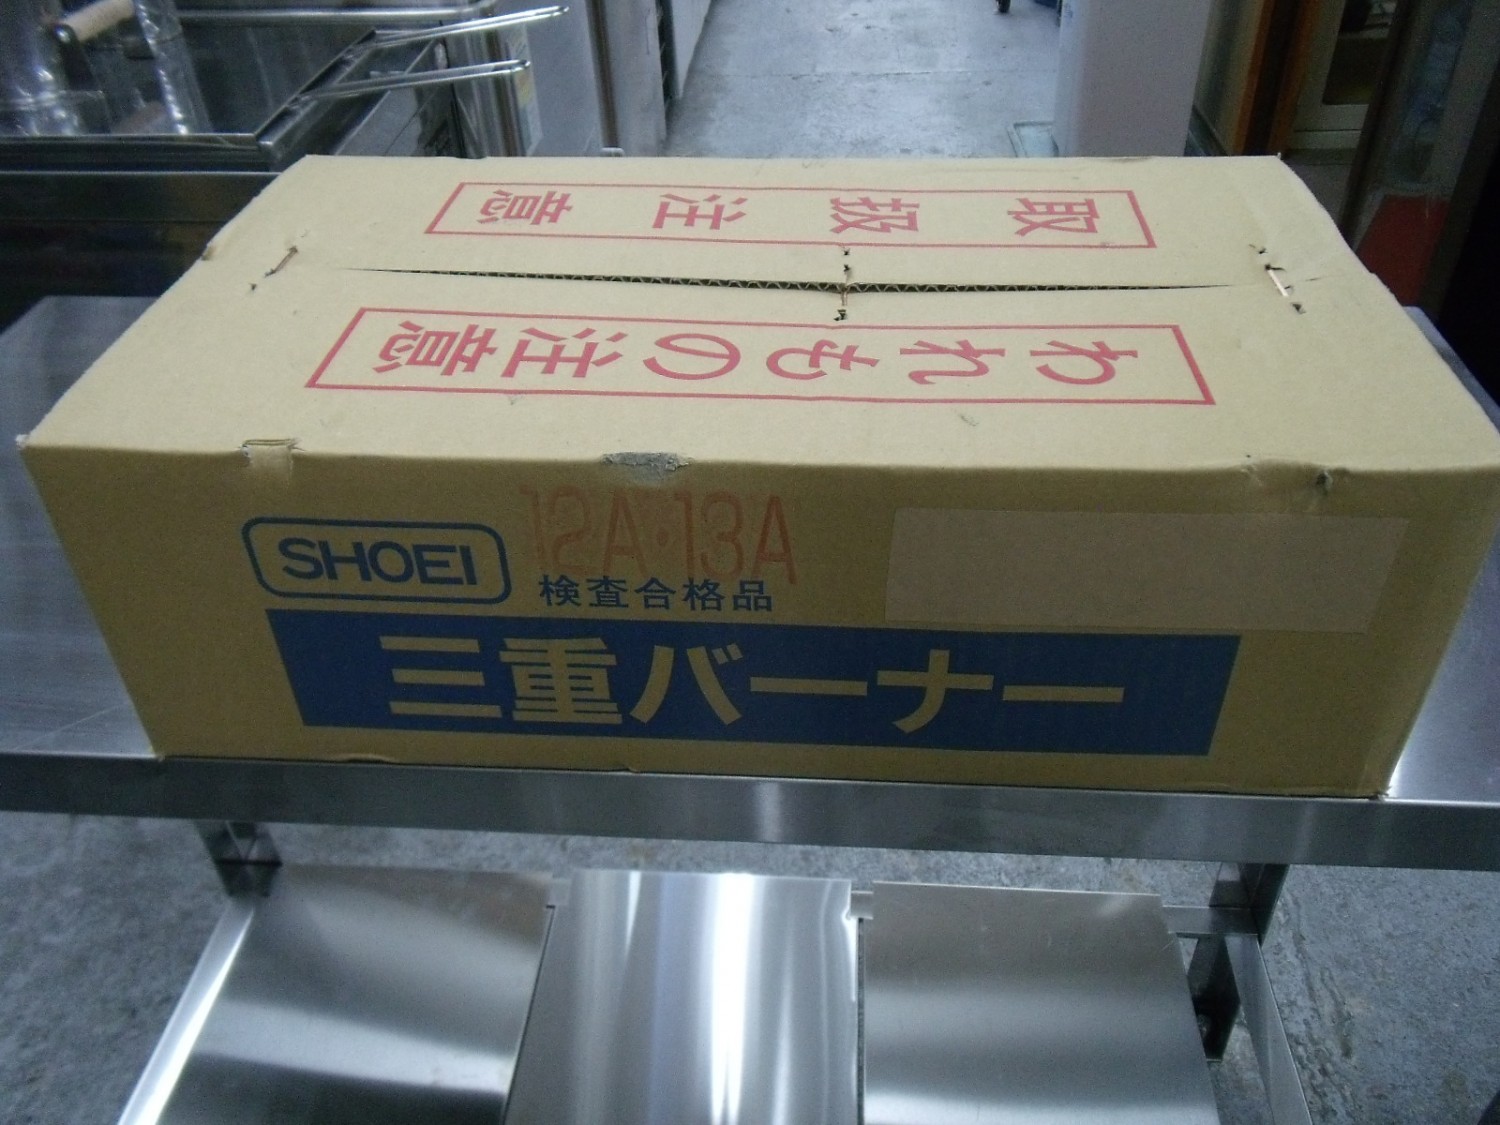 取扱注意
われもの注意
12A・13A
SHOEI
検査合格品
三重バーナー